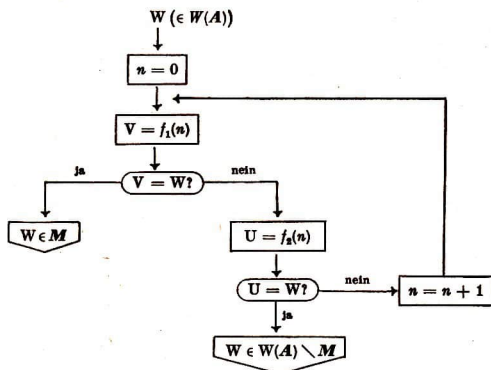 W (∈ W(A))
n = 0
V = f₁(n)
ja
V = W?
nein
W ∈ M
U = f₂(n)
U = W?
nein
n = n + 1
ja
W ∈ W(A) \ M